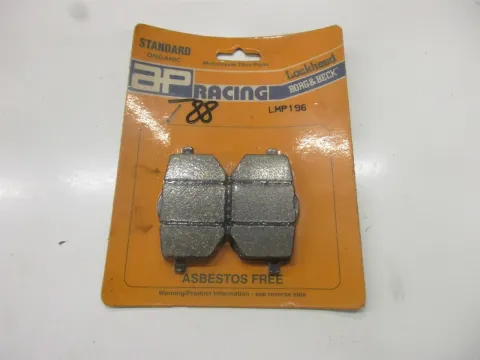 STANDARD
ORGANIC
Motorcycle Disc Pads
AP RACING
Lockheed
BORG & BECK
LMP196
788
ASBESTOS FREE
Warning/Product Information - see reverse side